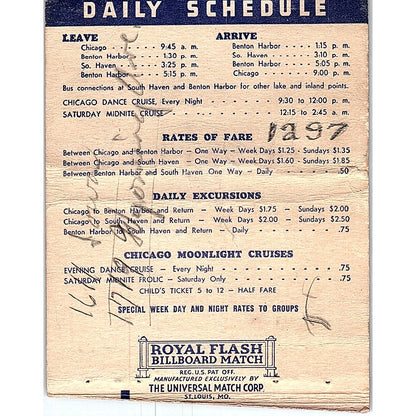 DAILY SCHEDULE
LEAVE ARRIVE
Chicago - 9:45 a. m. Benton Harbor - 1:15 p. m.
Benton Harbor - 1:30 p. m. So. Haven - 3:10 p. m.
So. Haven - 3:25 p. m. Benton Harbor - 5:05 p. m.
Benton Harbor - 5:15 p. m. Chicago - 9:00 p. m.
Bus connections at South Haven and Benton Harbor for other lake and inland points.
CHICAGO DANCE CRUISE, Every Night - 9:30 to 12:00 p. m.
SATURDAY MIDNITE CRUISE - 12:15 a. m.
RATES OF FARE 1297
Between Chicago and Benton Harbor - One Way - Week Days $1.25 - Sundays $1.35
Between Chicago and South Haven - One Way - Week Days $1.60 - Sundays $1.85
Between Benton Harbor and South Haven - One Way - Daily - .50
DAILY EXCURSIONS
Chicago to Benton Harbor and Return - Week Days $1.75 - Sundays $2.00
Chicago to South Haven and Return - Week Days $2.00 - Sundays $2.50
Benton Harbor to South Haven and Return - Daily - .75
CHICAGO MOONLIGHT CRUISES
EVENING DANCE CRUISE - Every Night - .75
SATURDAY MIDNITE FROLIC - Saturday Only - .75
CHILD'S TICKET 5 to 12 - HALF FARE
SPECIAL WEEK DAY AND NIGHT RATES TO GROUPS
ROYAL FLASH
BILLBOARD MATCH
REG. U.S. PAT OFF.
MANUFACTURED EXCLUSIVELY BY
THE UNIVERSAL MATCH CORP.
ST. LOUIS, MO.